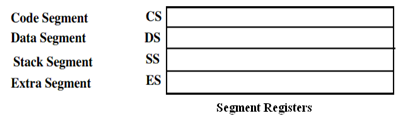 Code Segment CS
Data Segment DS
Stack Segment SS
Extra Segment ES
Segment Registers